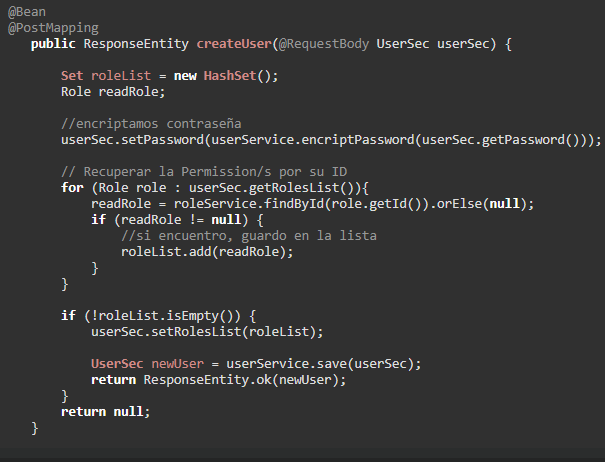 @Bean
@PostMapping
public ResponseEntity createUser(@RequestBody UserSec userSec) {
Set roleList = new HashSet();
Role readRole;
//encriptamos contraseña
userSec.setPassword(userService.encriptPassword(userSec.getPassword()));
// Recuperar la Permission/s por su ID
for (Role role : userSec.getRolesList()){
readRole = roleService.findById(role.getId()).orElse(null);
if (readRole != null) {
//si encuentro, guardo en la lista
roleList.add(readRole);
}
}
if (!roleList.isEmpty()) {
userSec.setRolesList(roleList);
UserSec newUser = userService.save(userSec);
return ResponseEntity.ok(newUser);
}
return null;
}